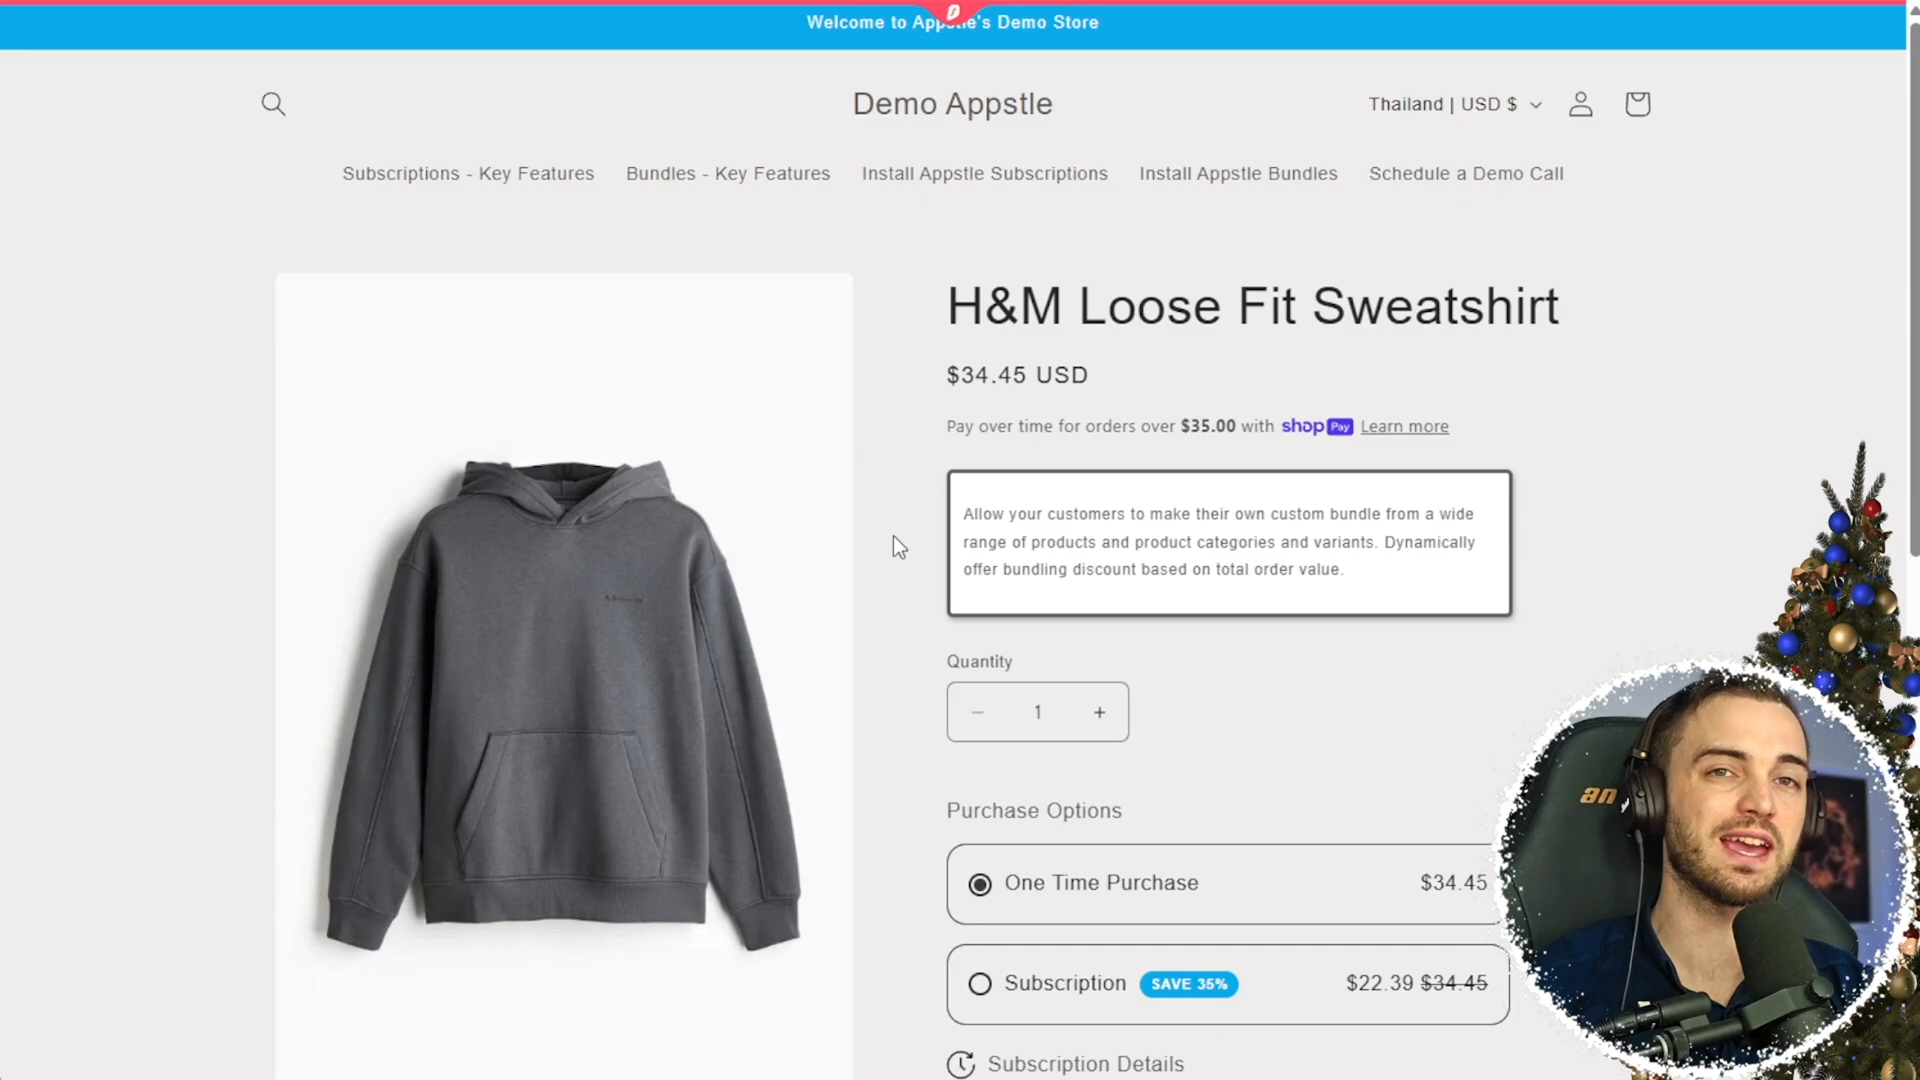 Welcome to Appstle's Demo Store
Demo Appstle
Thailand | USD $
Subscriptions - Key Features
Bundles - Key Features
Install Appstle Subscriptions
Install Appstle Bundles
Schedule a Demo Call
H&M Loose Fit Sweatshirt
$34.45 USD
Pay over time for orders over $35.00 with shop Pay Learn more
Allow your customers to make their own custom bundle from a wide
range of products and product categories and variants. Dynamically
offer bundling discount based on total order value.
Quantity
− 1 +
Purchase Options
One Time Purchase $34.45
Subscription SAVE 35% $22.39 $34.45
Subscription Details
an